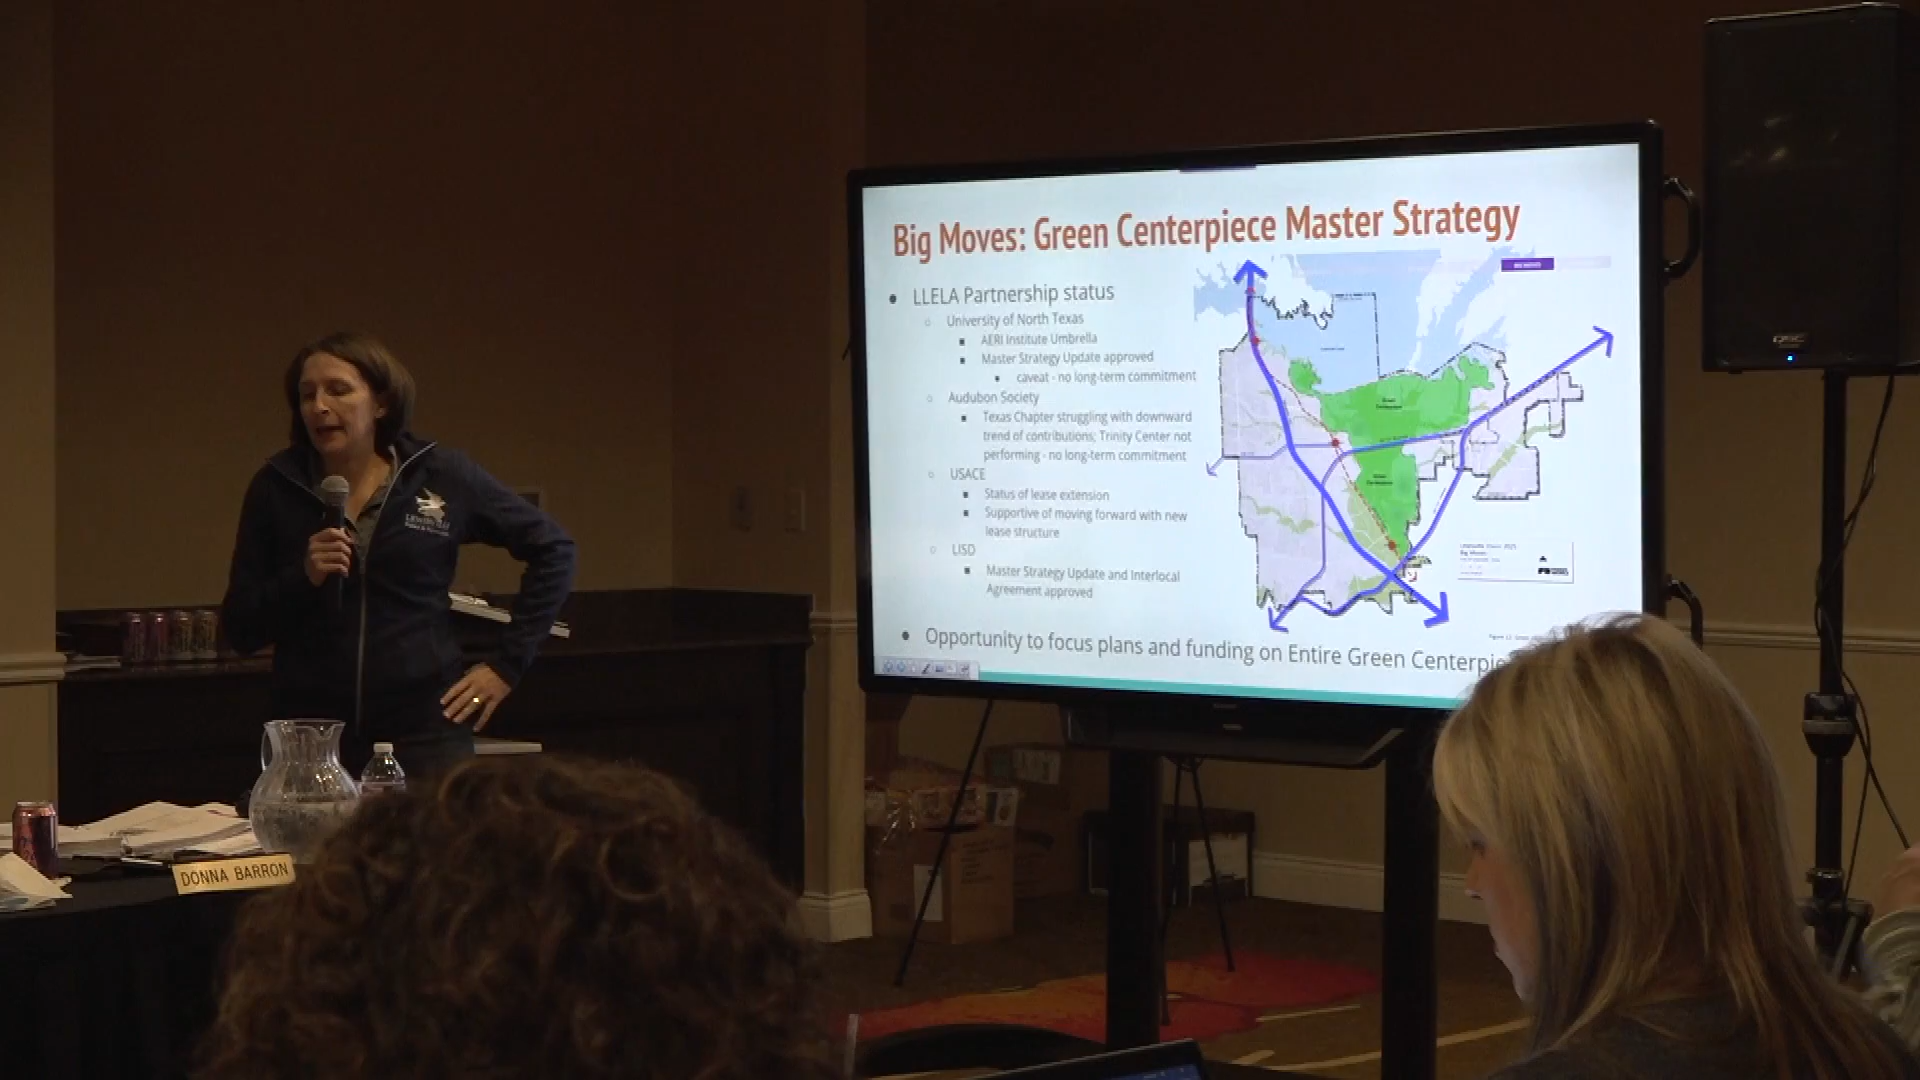 Big Moves: Green Centerpiece Master Strategy
LLELA Partnership status
University of North Texas
AERI Institute Umbrella
Master Strategy Update approved
caveat - no long-term commitment
Audubon Society
Texas Chapter struggling with downward
trend of contributions; Trinity Center not
performing - no long-term commitment
USACE
Status of lease extension
Supportive of moving forward with new
lease structure
LISD
Master Strategy Update and Interlocal
Agreement approved
Opportunity to focus plans and funding on Entire Green Centerpie
Big Moves
QSC
LEWISVILLE
DONNA BARRON